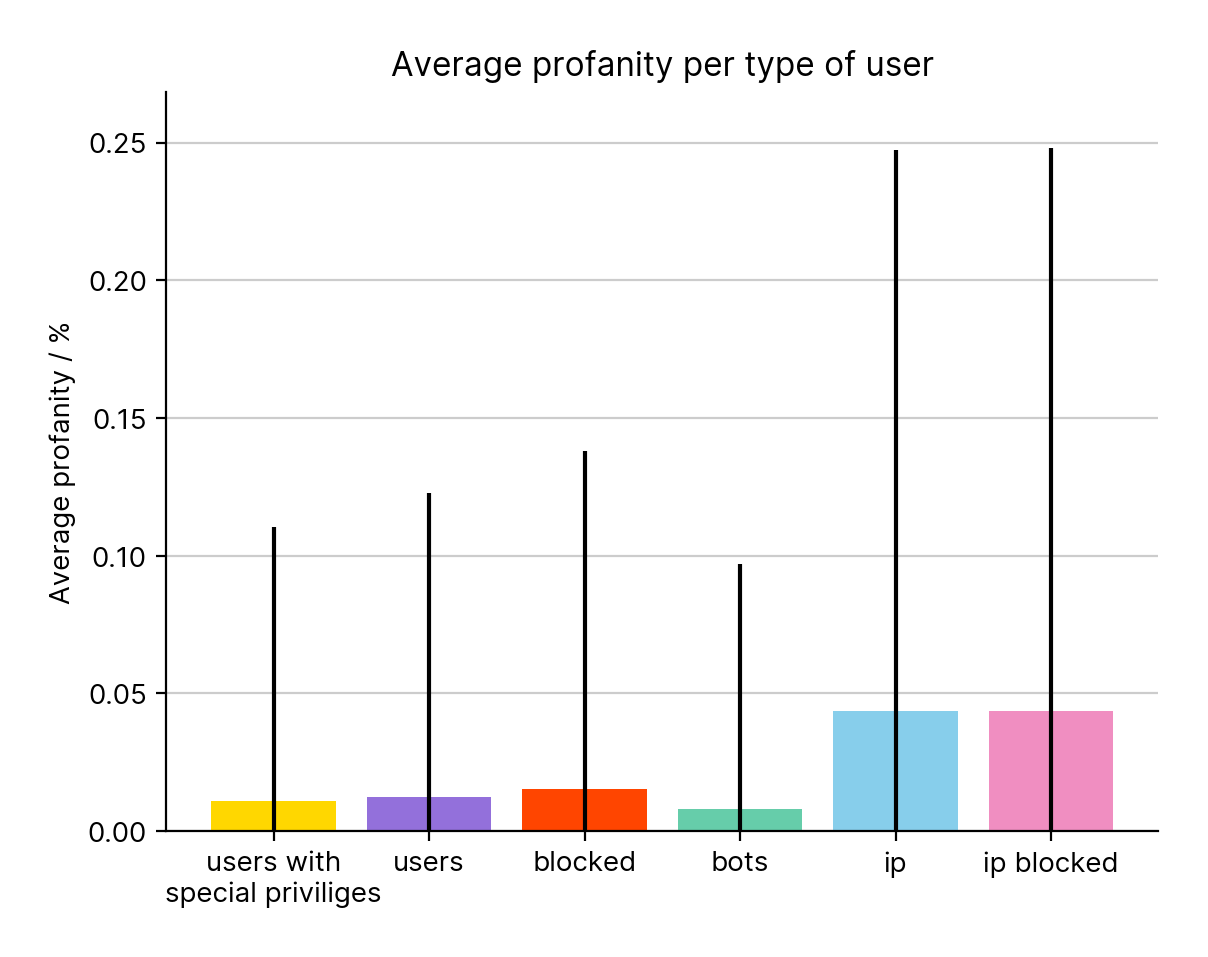 Average profanity per type of user
Average profanity / %
0.25
0.20
0.15
0.10
0.05
0.00
users with
special priviliges
users
blocked
bots
ip
ip blocked